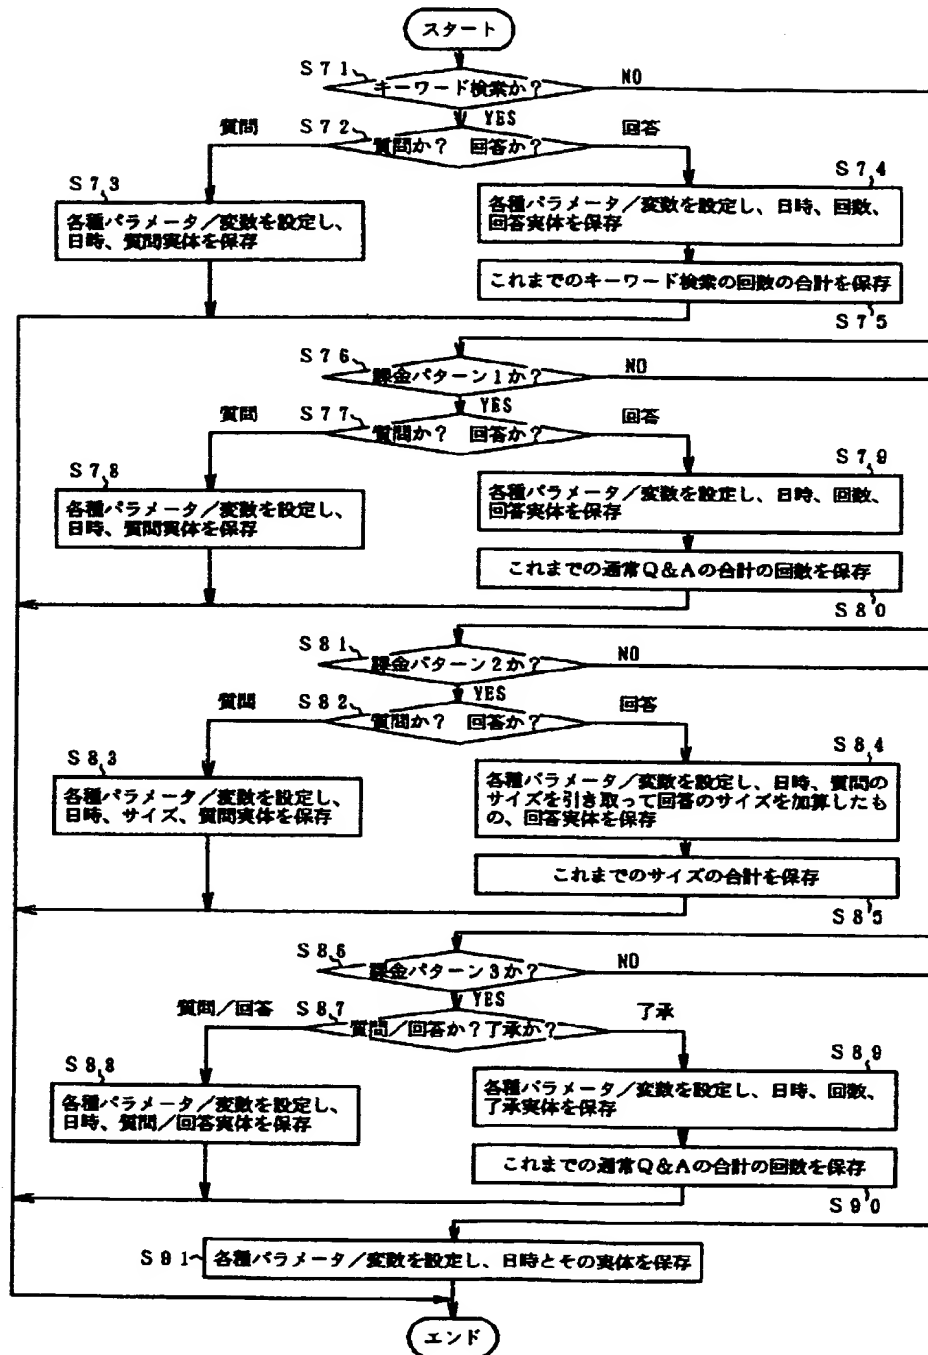 スタート
S71
キーワード検索か?
NO
YES
質問
S72
質問か? 回答か?
回答
S73
各種パラメータ/変数を設定し、
日時、質問実体を保存
S74
各種パラメータ/変数を設定し、日時、回数、
回答実体を保存
これまでのキーワード検索の回数の合計を保存
S75
S76
課金パターン1か?
NO
YES
質問
S77
質問か? 回答か?
回答
S78
各種パラメータ/変数を設定し、
日時、質問実体を保存
S79
各種パラメータ/変数を設定し、日時、回数、
回答実体を保存
これまでの通常Q&Aの合計の回数を保存
S80
S81
課金パターン2か?
NO
YES
質問
S82
質問か? 回答か?
回答
S83
各種パラメータ/変数を設定し、
日時、サイズ、質問実体を保存
S84
各種パラメータ/変数を設定し、日時、質問の
サイズを引き取って回答のサイズを加算したも
の、回答実体を保存
これまでのサイズの合計を保存
S85
S86
課金パターン3か?
NO
YES
質問/回答
S87
質問/回答か?了承か?
了承
S88
各種パラメータ/変数を設定し、
日時、質問/回答実体を保存
S89
各種パラメータ/変数を設定し、日時、回数、
了承実体を保存
これまでの通常Q&Aの合計の回数を保存
S90
S91
各種パラメータ/変数を設定し、日時とその実体を保存
エンド